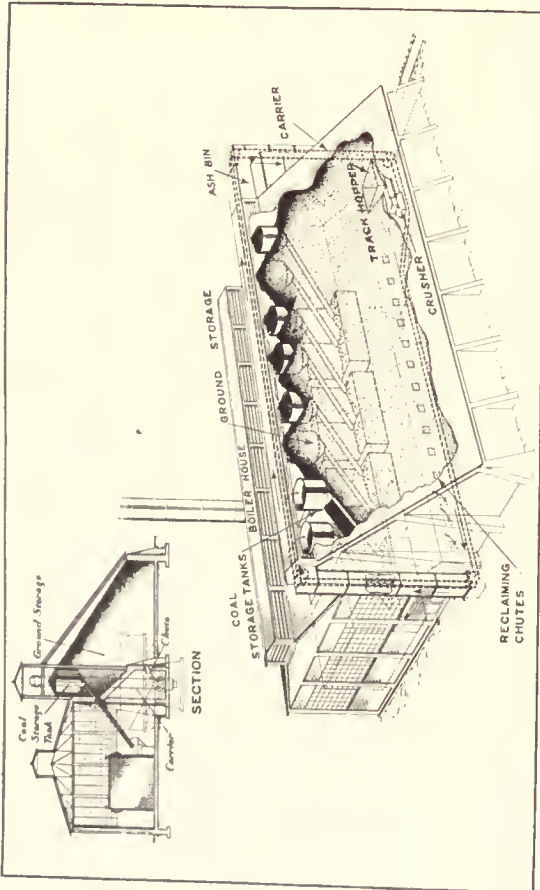 Coal
Storage
Tank
Ground Storage
Chute
Carrier
SECTION
COAL
STORAGE TANKS
BOILER HOUSE
GROUND STORAGE
ASH BIN
CARRIER
TRACK HOPPER
CRUSHER
RECLAIMING
CHUTES